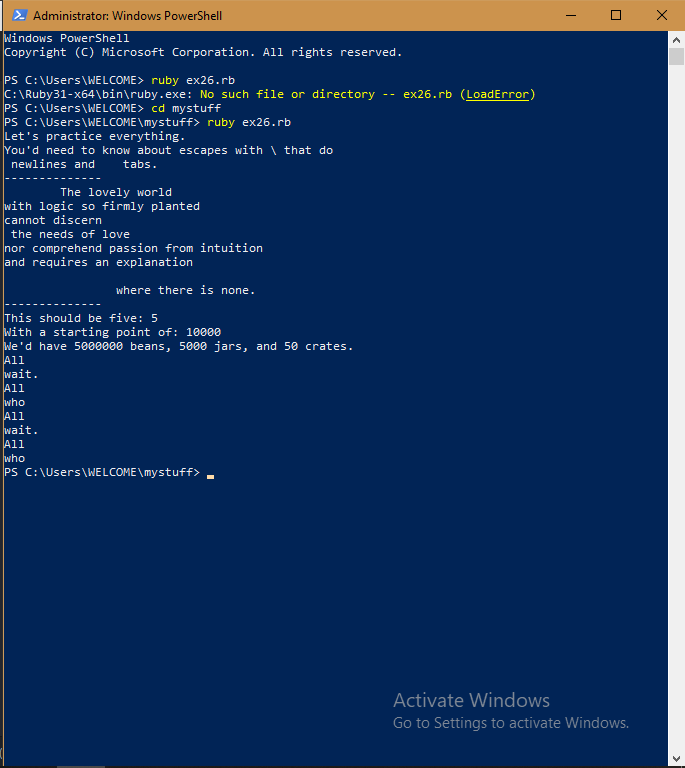 Administrator: Windows PowerShell
Windows PowerShell
Copyright (C) Microsoft Corporation. All rights reserved.
PS C:\Users\WELCOME> ruby ex26.rb
C:\Ruby31-x64\bin\ruby.exe: No such file or directory -- ex26.rb (LoadError)
PS C:\Users\WELCOME> cd mystuff
PS C:\Users\WELCOME\mystuff> ruby ex26.rb
Let's practice everything.
You'd need to know about escapes with \ that do
 newlines and    tabs.
--------------
        The lovely world
with logic so firmly planted
cannot discern
 the needs of love
nor comprehend passion from intuition
and requires an explanation
                where there is none.
--------------
This should be five: 5
With a starting point of: 10000
We'd have 5000000 beans, 5000 jars, and 50 crates.
All
wait.
All
who
All
wait.
All
who
PS C:\Users\WELCOME\mystuff>
Activate Windows
Go to Settings to activate Windows.